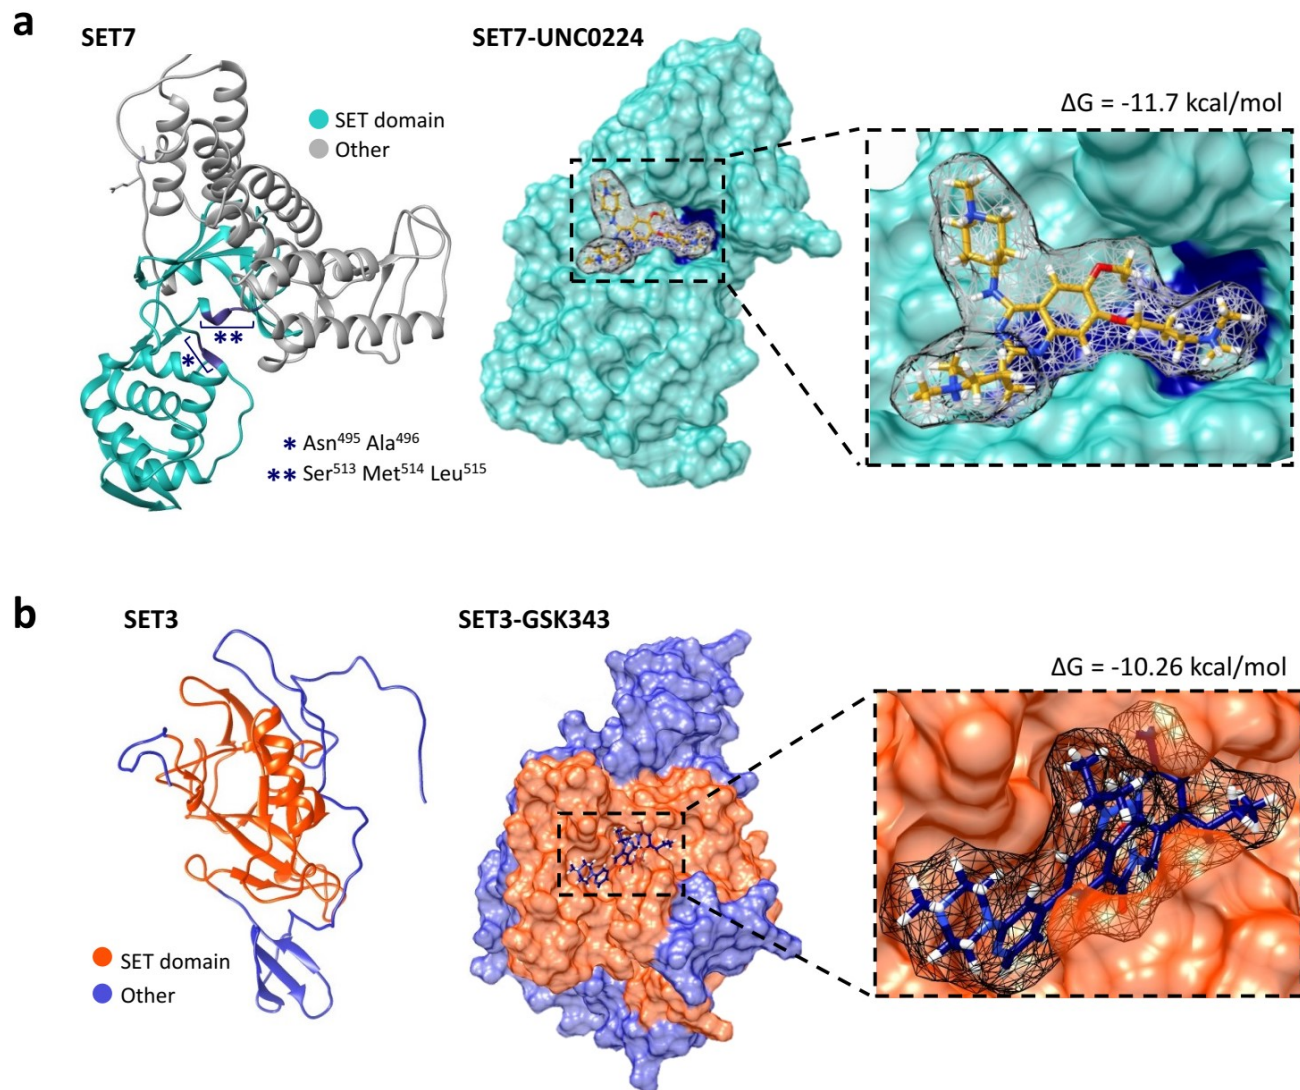 a
SET7
SET7-UNC0224
ΔG = -11.7 kcal/mol
SET domain
Other
* Asn⁴⁹⁵ Ala⁴⁹⁶
** Ser⁵¹³ Met⁵¹⁴ Leu⁵¹⁵
**
*
b
SET3
SET3-GSK343
ΔG = -10.26 kcal/mol
SET domain
Other